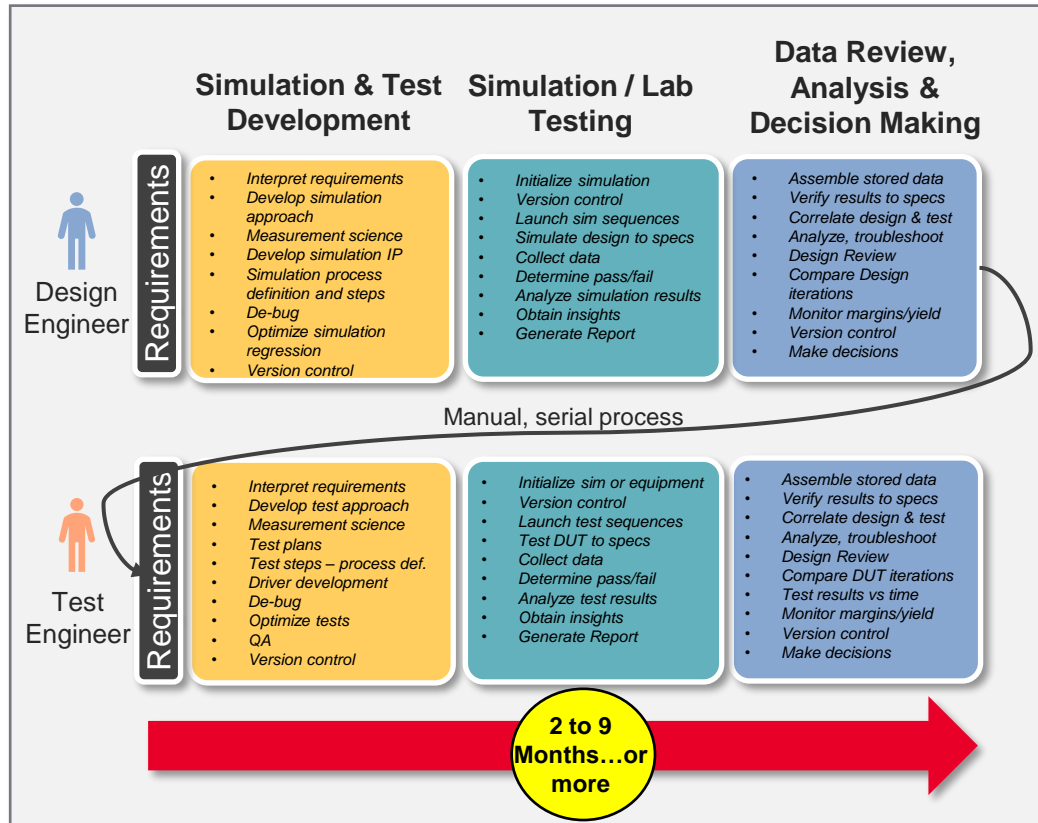 Simulation & Test
Development
Simulation / Lab
Testing
Data Review,
Analysis &
Decision Making
Design
Engineer
Requirements
• Interpret requirements
• Develop simulation
approach
• Measurement science
• Develop simulation IP
• Simulation process
definition and steps
• De-bug
• Optimize simulation
regression
• Version control
• Initialize simulation
• Version control
• Launch sim sequences
• Simulate design to specs
• Collect data
• Determine pass/fail
• Analyze simulation results
• Obtain insights
• Generate Report
• Assemble stored data
• Verify results to specs
• Correlate design & test
• Analyze, troubleshoot
• Design Review
• Compare Design
iterations
• Monitor margins/yield
• Version control
• Make decisions
Manual, serial process
Test
Engineer
Requirements
• Interpret requirements
• Develop test approach
• Measurement science
• Test plans
• Test steps – process def.
• Driver development
• De-bug
• Optimize tests
• QA
• Version control
• Initialize sim or equipment
• Version control
• Launch test sequences
• Test DUT to specs
• Collect data
• Determine pass/fail
• Analyze test results
• Obtain insights
• Generate Report
• Assemble stored data
• Verify results to specs
• Correlate design & test
• Analyze, troubleshoot
• Design Review
• Compare DUT iterations
• Test results vs time
• Monitor margins/yield
• Version control
• Make decisions
2 to 9
Months…or
more